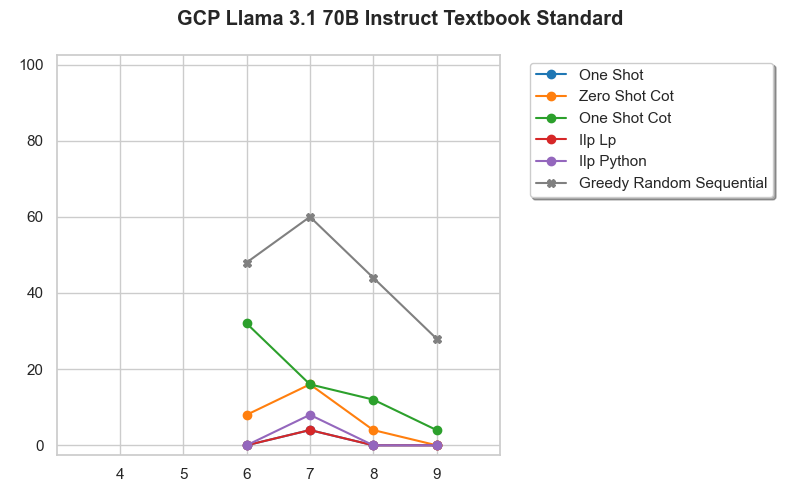 GCP Llama 3.1 70B Instruct Textbook Standard
100
80
60
40
20
0
4 5 6 7 8 9
One Shot
Zero Shot Cot
One Shot Cot
Ilp Lp
Ilp Python
Greedy Random Sequential